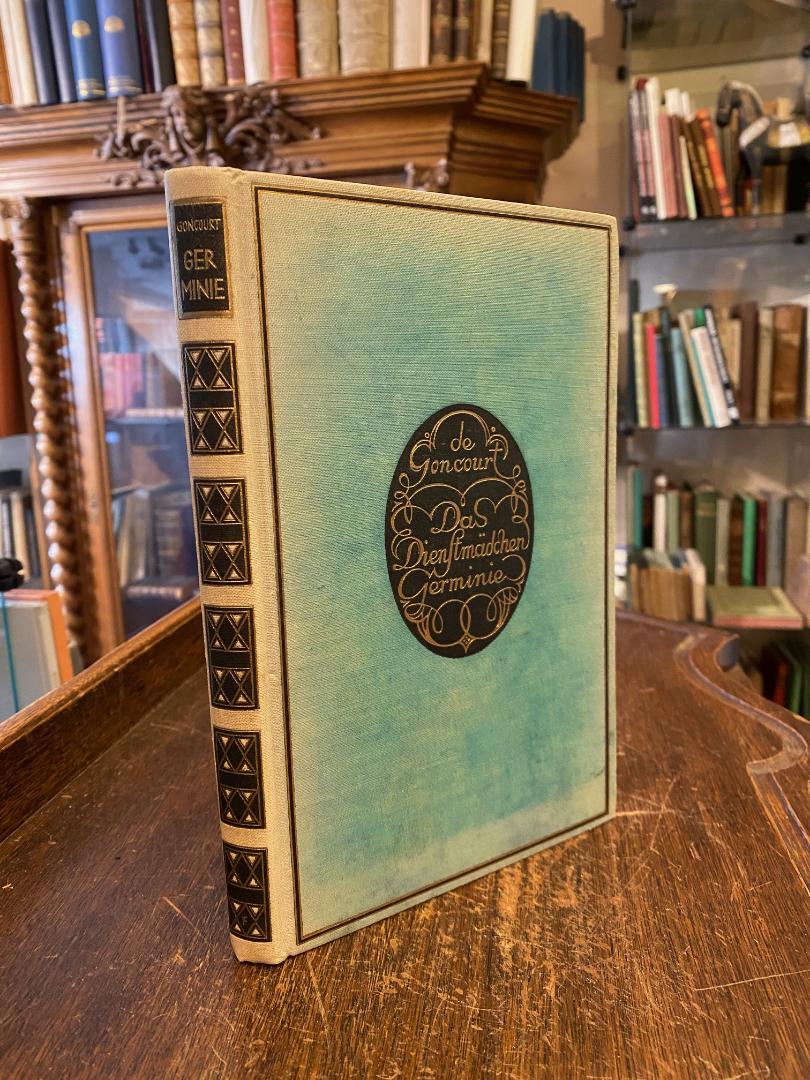 GONCOURT
GER
MINIE
de
Goncourt
Das
Dienstmädchen
Germinie
F